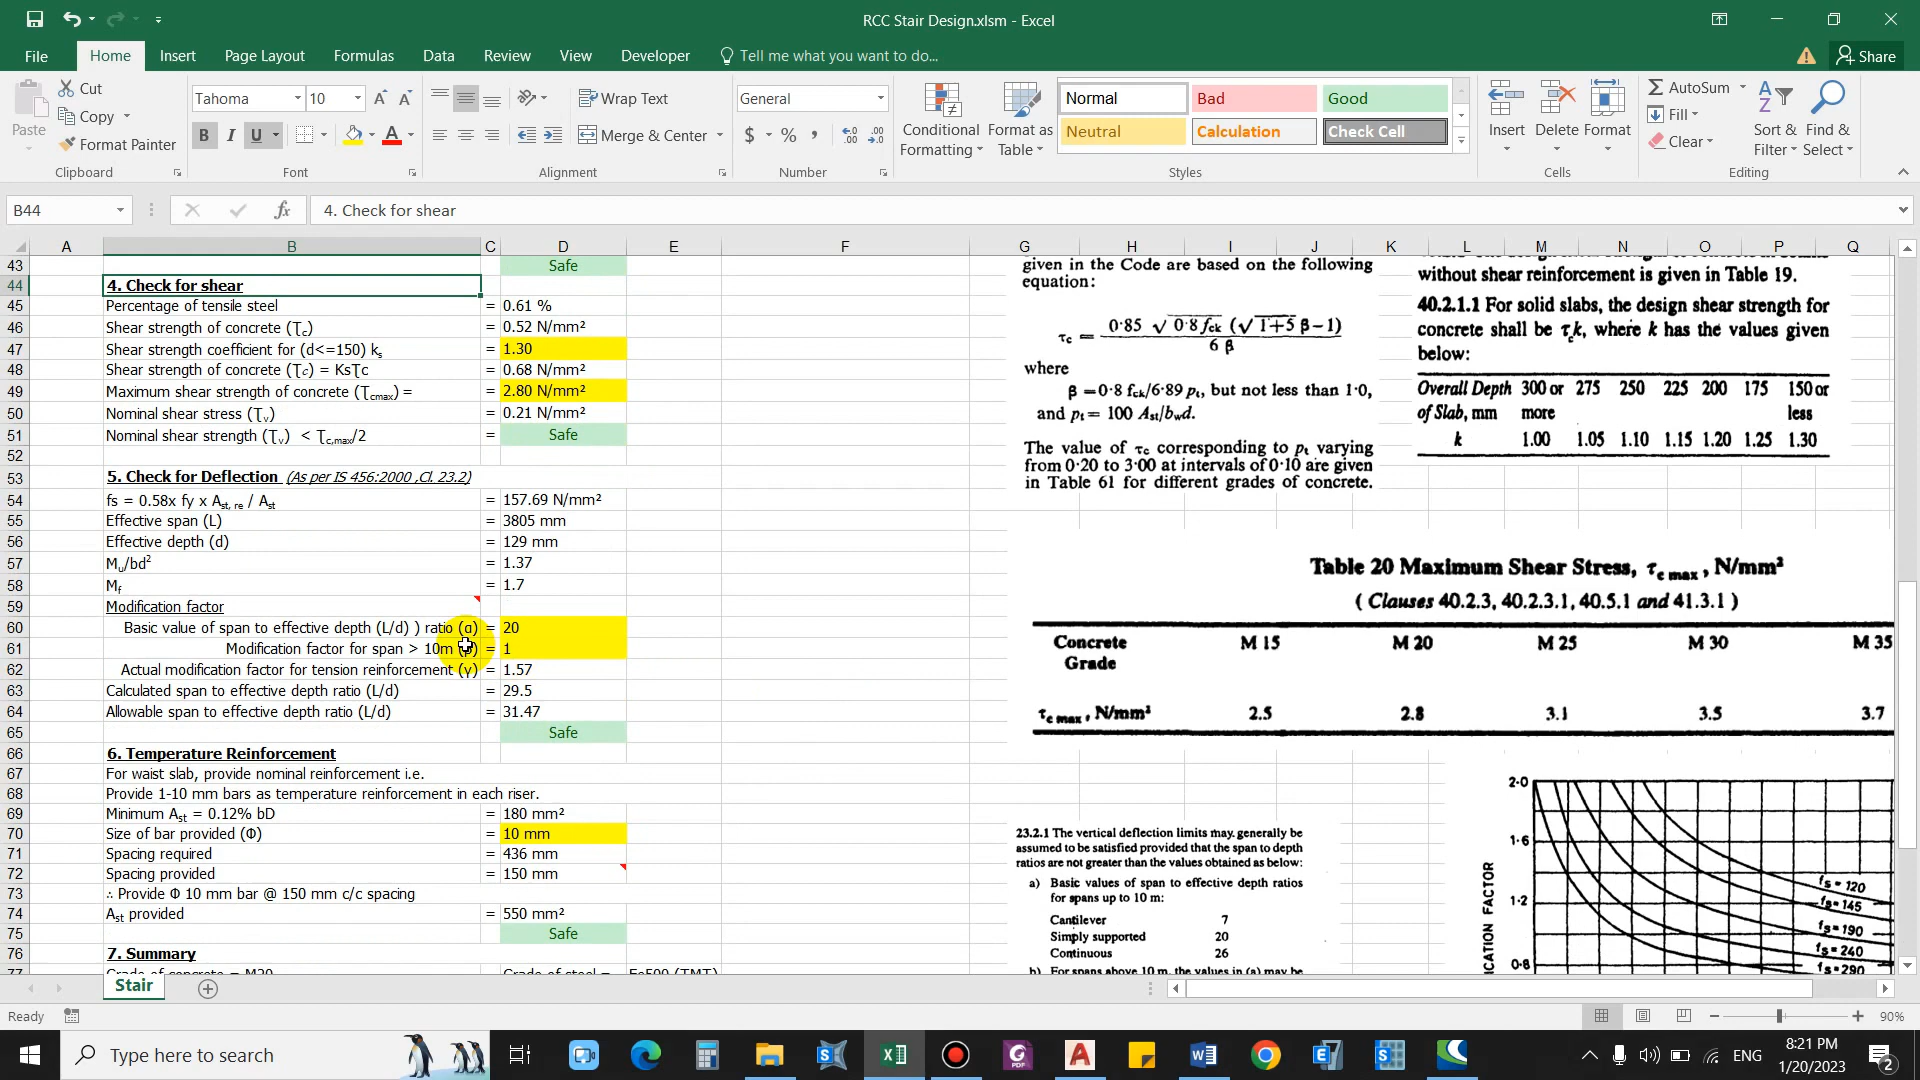 RCC Stair Design.xlsm - Excel
File Home Insert Page Layout Formulas Data Review View Developer Tell me what you want to do... Share
Paste Cut Copy Format Painter Clipboard
Tahoma 10 B I U Font
Wrap Text Merge & Center Alignment
General $ % , Number
Conditional Formatting Format as Table
Normal Bad Good
Neutral Calculation Check Cell
Styles
Insert Delete Format Cells
AutoSum Fill Clear Sort & Filter Find & Select Editing
B44 fx 4. Check for shear
A B C D E F G H I J K L M N O P Q
43 Safe
44 4. Check for shear
45 Percentage of tensile steel = 0.61 %
46 Shear strength of concrete (Ʈc) = 0.52 N/mm²
47 Shear strength coefficient for (d<=150) ks = 1.30
48 Shear strength of concrete (Ʈc) = KsƮc = 0.68 N/mm²
49 Maximum shear strength of concrete (Ʈcmax) = = 2.80 N/mm²
50 Nominal shear stress (Ʈv) = 0.21 N/mm²
51 Nominal shear strength (Ʈv) < Ʈc,max/2 = Safe
52
53 5. Check for Deflection (As per IS 456:2000 ,Cl. 23.2)
54 fs = 0.58x fy x Ast, re / Ast = 157.69 N/mm²
55 Effective span (L) = 3805 mm
56 Effective depth (d) = 129 mm
57 Mu/bd² = 1.37
58 Mf = 1.7
59 Modification factor
60 Basic value of span to effective depth (L/d) ) ratio (α) = 20
61 Modification factor for span > 10m = 1
62 Actual modification factor for tension reinforcement (γ) = 1.57
63 Calculated span to effective depth ratio (L/d) = 29.5
64 Allowable span to effective depth ratio (L/d) = 31.47
65 Safe
66 6. Temperature Reinforcement
67 For waist slab, provide nominal reinforcement i.e.
68 Provide 1-10 mm bars as temperature reinforcement in each riser.
69 Minimum Ast = 0.12% bD = 180 mm²
70 Size of bar provided (Φ) = 10 mm
71 Spacing required = 436 mm
72 Spacing provided = 150 mm
73 ∴ Provide Φ 10 mm bar @ 150 mm c/c spacing
74 Ast provided = 550 mm²
75 Safe
76 7. Summary
77 Grade of concrete = M20 Grade of steel = Fe500 (TMT)
given in the Code are based on the following
equation:
τc = 0·85 √ 0·8 fck (√ 1+5 β−1) / 6 β
where
β = 0·8 fck/6·89 pt, but not less than 1·0,
and pt = 100 Ast/bwd.
The value of τc corresponding to pt varying
from 0·20 to 3·00 at intervals of 0·10 are given
in Table 61 for different grades of concrete.
without shear reinforcement is given in Table 19.
40.2.1.1 For solid slabs, the design shear strength for
concrete shall be τck, where k has the values given
below:
Overall Depth 300 or 275 250 225 200 175 150 or
of Slab, mm more less
k 1.00 1.05 1.10 1.15 1.20 1.25 1.30
Table 20 Maximum Shear Stress, τc max , N/mm²
( Clauses 40.2.3, 40.2.3.1, 40.5.1 and 41.3.1 )
Concrete Grade M 15 M 20 M 25 M 30 M 35
τc max , N/mm² 2.5 2.8 3.1 3.5 3.7
23.2.1 The vertical deflection limits may generally be
assumed to be satisfied provided that the span to depth
ratios are not greater than the values obtained as below:
a) Basic values of span to effective depth ratios
for spans up to 10 m:
Cantilever 7
Simply supported 20
Continuous 26
b) For spans above 10 m, the values in (a) may be
2·0
1·6
1·2
0·8
ICATION FACTOR
fs = 120
fs = 145
fs = 190
fs = 240
fs = 290
Stair
Ready 90%
Type here to search
ENG
8:21 PM
1/20/2023
2